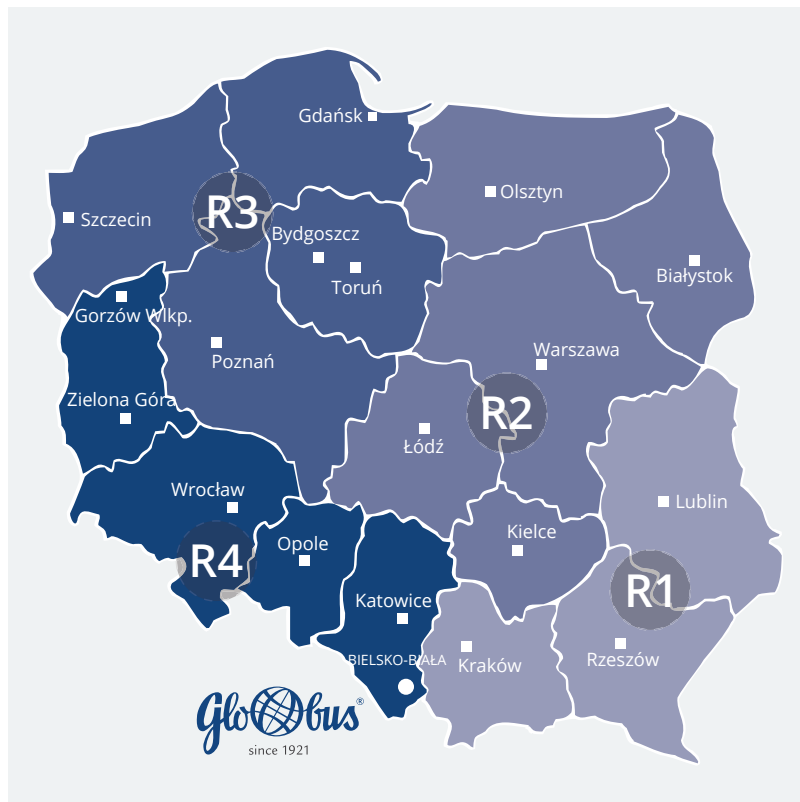 Gdańsk
Olsztyn
R3
Szczecin
Bydgoszcz
Białystok
Toruń
Gorzów Wlkp.
Warszawa
Poznań
Zielona Góra
R2
Łódź
Wrocław
Lublin
Kielce
Opole
R4
R1
Katowice
BIELSKO-BIAŁA
Kraków
Rzeszów
Globus®
since 1921